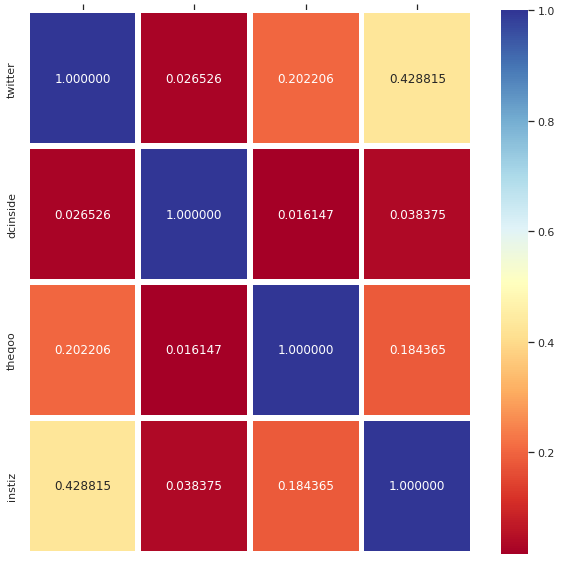 twitter 1.000000 0.026526 0.202206 0.428815
dcinside 0.026526 1.000000 0.016147 0.038375
theqoo 0.202206 0.016147 1.000000 0.184365
instiz 0.428815 0.038375 0.184365 1.000000
1.0
0.8
0.6
0.4
0.2